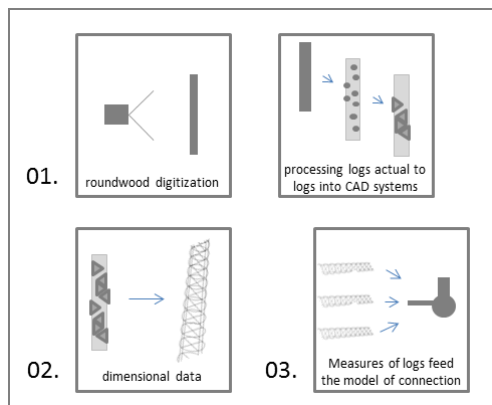 01.
roundwood digitization
processing logs actual to
logs into CAD systems
02.
dimensional data
03.
Measures of logs feed
the model of connection